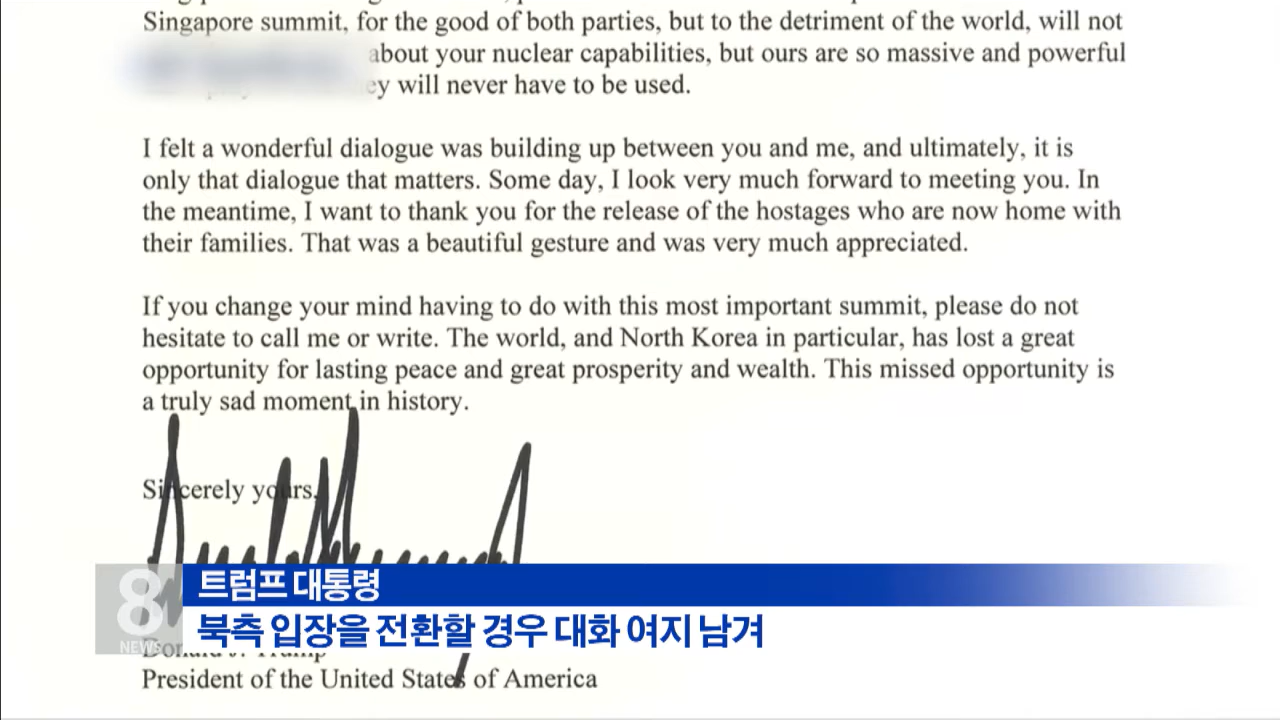 Singapore summit, for the good of both parties, but to the detriment of the world, will not
about your nuclear capabilities, but ours are so massive and powerful
ey will never have to be used.
I felt a wonderful dialogue was building up between you and me, and ultimately, it is
only that dialogue that matters. Some day, I look very much forward to meeting you. In
the meantime, I want to thank you for the release of the hostages who are now home with
their families. That was a beautiful gesture and was very much appreciated.
If you change your mind having to do with this most important summit, please do not
hesitate to call me or write. The world, and North Korea in particular, has lost a great
opportunity for lasting peace and great prosperity and wealth. This missed opportunity is
a truly sad moment in history.
Sincerely yours,
8 트럼프 대통령
NEWS 북측 입장을 전환할 경우 대화 여지 남겨
Donald J. Trump
President of the United States of America